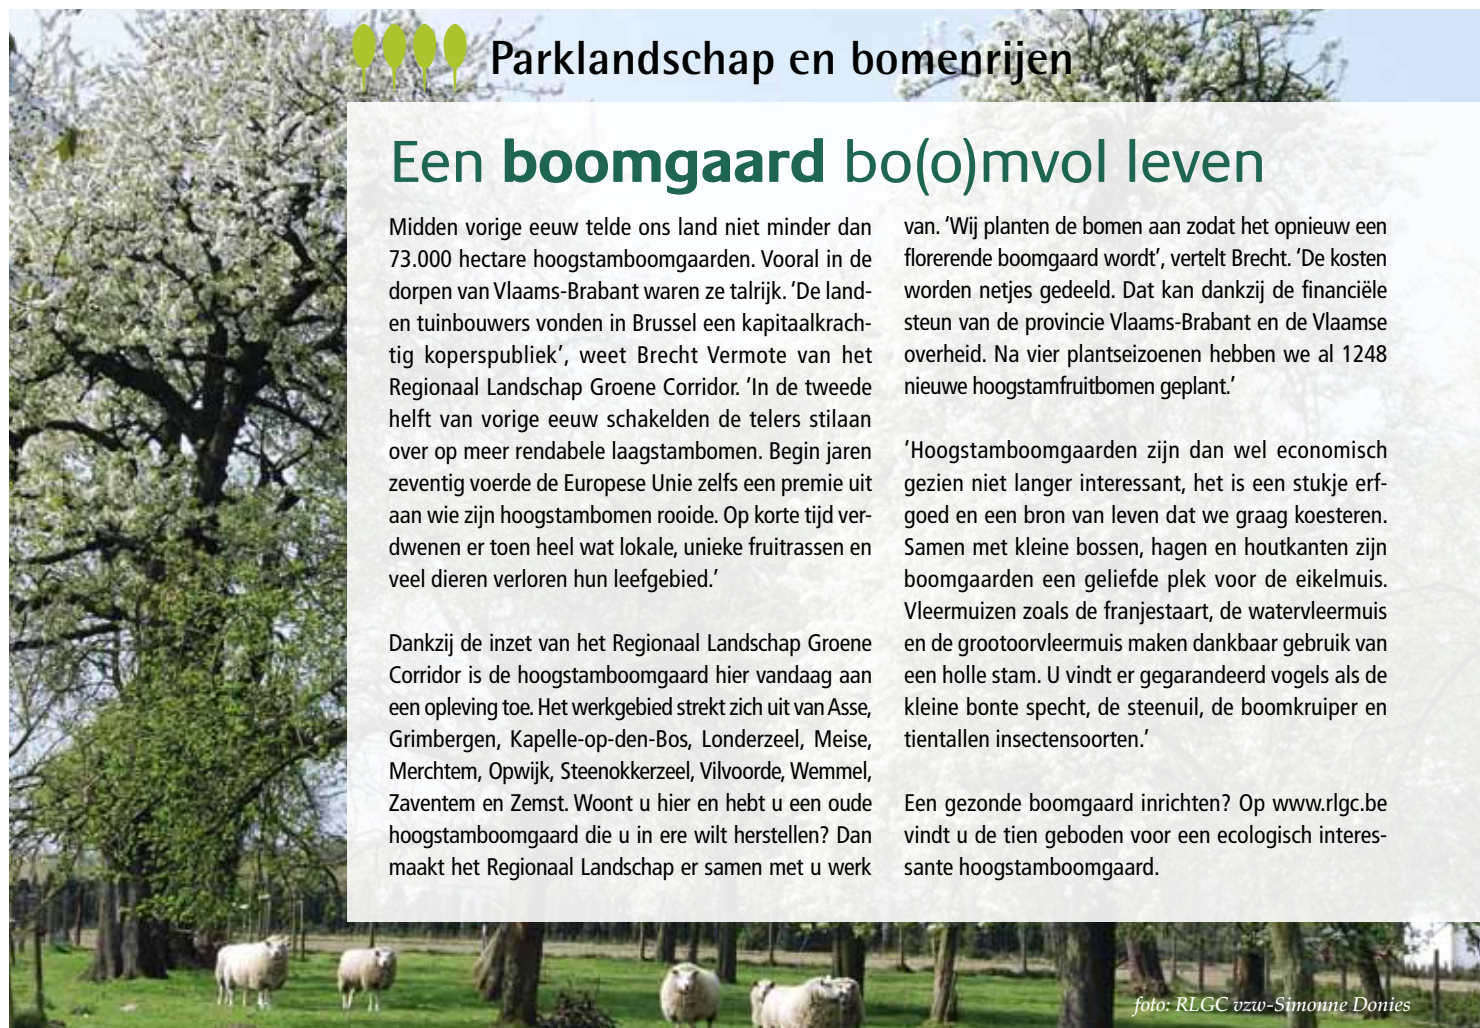 Parklandschap en bomenrijen
Een boomgaard bo(o)mvol leven
Midden vorige eeuw telde ons land niet minder dan
73.000 hectare hoogstamboomgaarden. Vooral in de
dorpen van Vlaams-Brabant waren ze talrijk. ‘De land-
en tuinbouwers vonden in Brussel een kapitaalkrach-
tig koperspubliek’, weet Brecht Vermote van het
Regionaal Landschap Groene Corridor. ‘In de tweede
helft van vorige eeuw schakelden de telers stilaan
over op meer rendabele laagstambomen. Begin jaren
zeventig voerde de Europese Unie zelfs een premie uit
aan wie zijn hoogstambomen rooide. Op korte tijd ver-
dwenen er toen heel wat lokale, unieke fruitrassen en
veel dieren verloren hun leefgebied.’
Dankzij de inzet van het Regionaal Landschap Groene
Corridor is de hoogstamboomgaard hier vandaag aan
een opleving toe. Het werkgebied strekt zich uit van Asse,
Grimbergen, Kapelle-op-den-Bos, Londerzeel, Meise,
Merchtem, Opwijk, Steenokkerzeel, Vilvoorde, Wemmel,
Zaventem en Zemst. Woont u hier en hebt u een oude
hoogstamboomgaard die u in ere wilt herstellen? Dan
maakt het Regionaal Landschap er samen met u werk
van. ‘Wij planten de bomen aan zodat het opnieuw een
florerende boomgaard wordt’, vertelt Brecht. ‘De kosten
worden netjes gedeeld. Dat kan dankzij de financiële
steun van de provincie Vlaams-Brabant en de Vlaamse
overheid. Na vier plantseizoenen hebben we al 1248
nieuwe hoogstamfruitbomen geplant.’
‘Hoogstamboomgaarden zijn dan wel economisch
gezien niet langer interessant, het is een stukje erf-
goed en een bron van leven dat we graag koesteren.
Samen met kleine bossen, hagen en houtkanten zijn
boomgaarden een geliefde plek voor de eikelmuis.
Vleermuizen zoals de franjestaart, de watervleermuis
en de grootoorvleermuis maken dankbaar gebruik van
een holle stam. U vindt er gegarandeerd vogels als de
kleine bonte specht, de steenuil, de boomkruiper en
tientallen insectensoorten.’
Een gezonde boomgaard inrichten? Op www.rlgc.be
vindt u de tien geboden voor een ecologisch interes-
sante hoogstamboomgaard.
foto: RLGC vzw-Simonne Donies